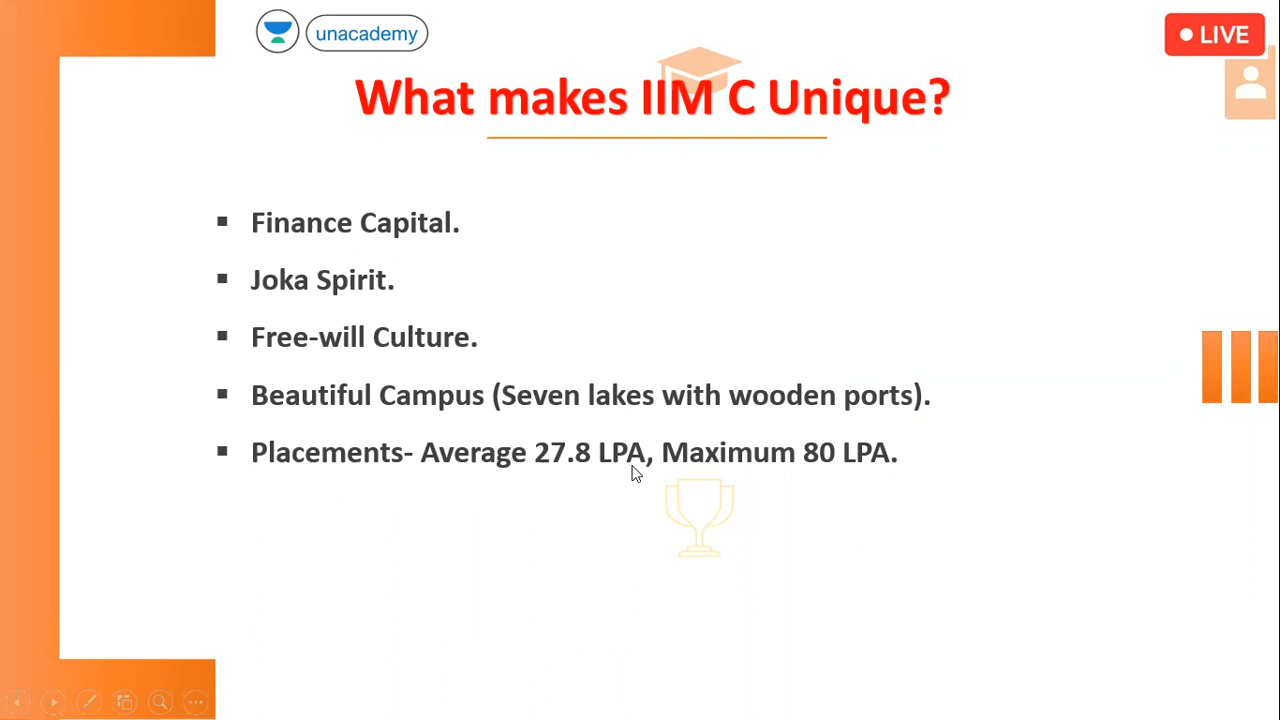 unacademy
LIVE
What makes IIM C Unique?
▪ Finance Capital.
▪ Joka Spirit.
▪ Free-will Culture.
▪ Beautiful Campus (Seven lakes with wooden ports).
▪ Placements- Average 27.8 LPA, Maximum 80 LPA.